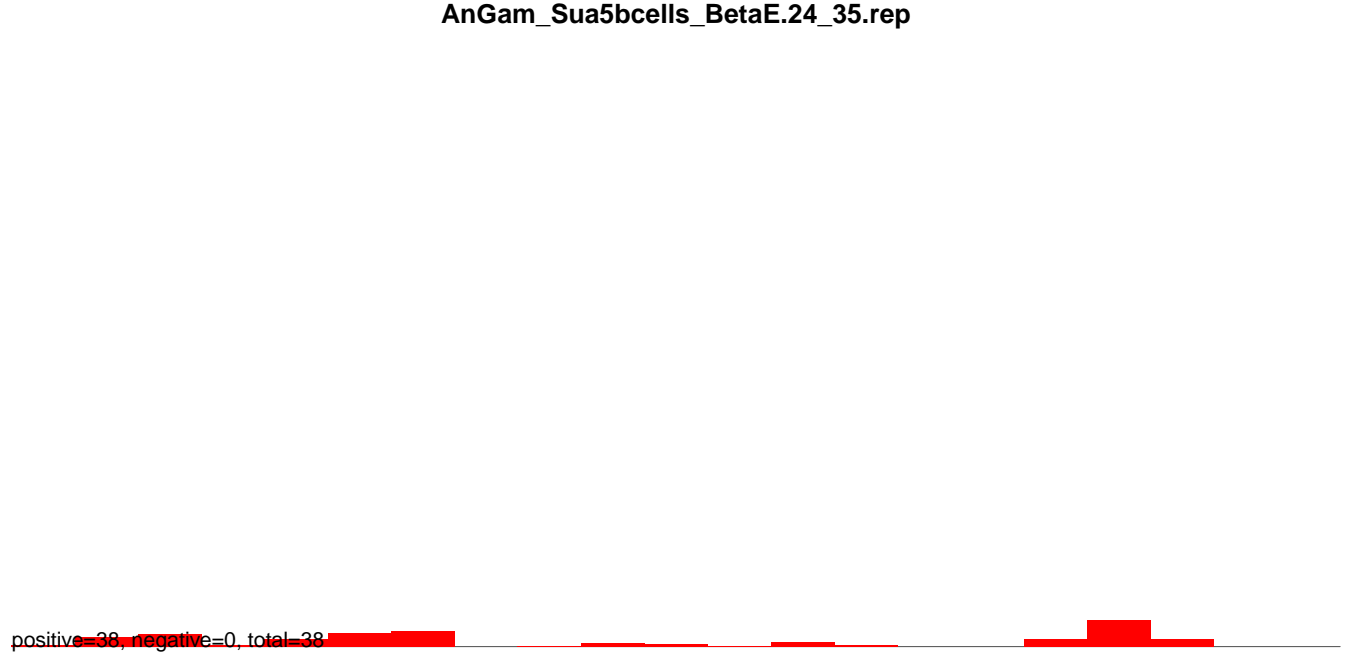 AnGam_Sua5bcells_BetaE.24_35.rep
positive=38, negative=0, total=38